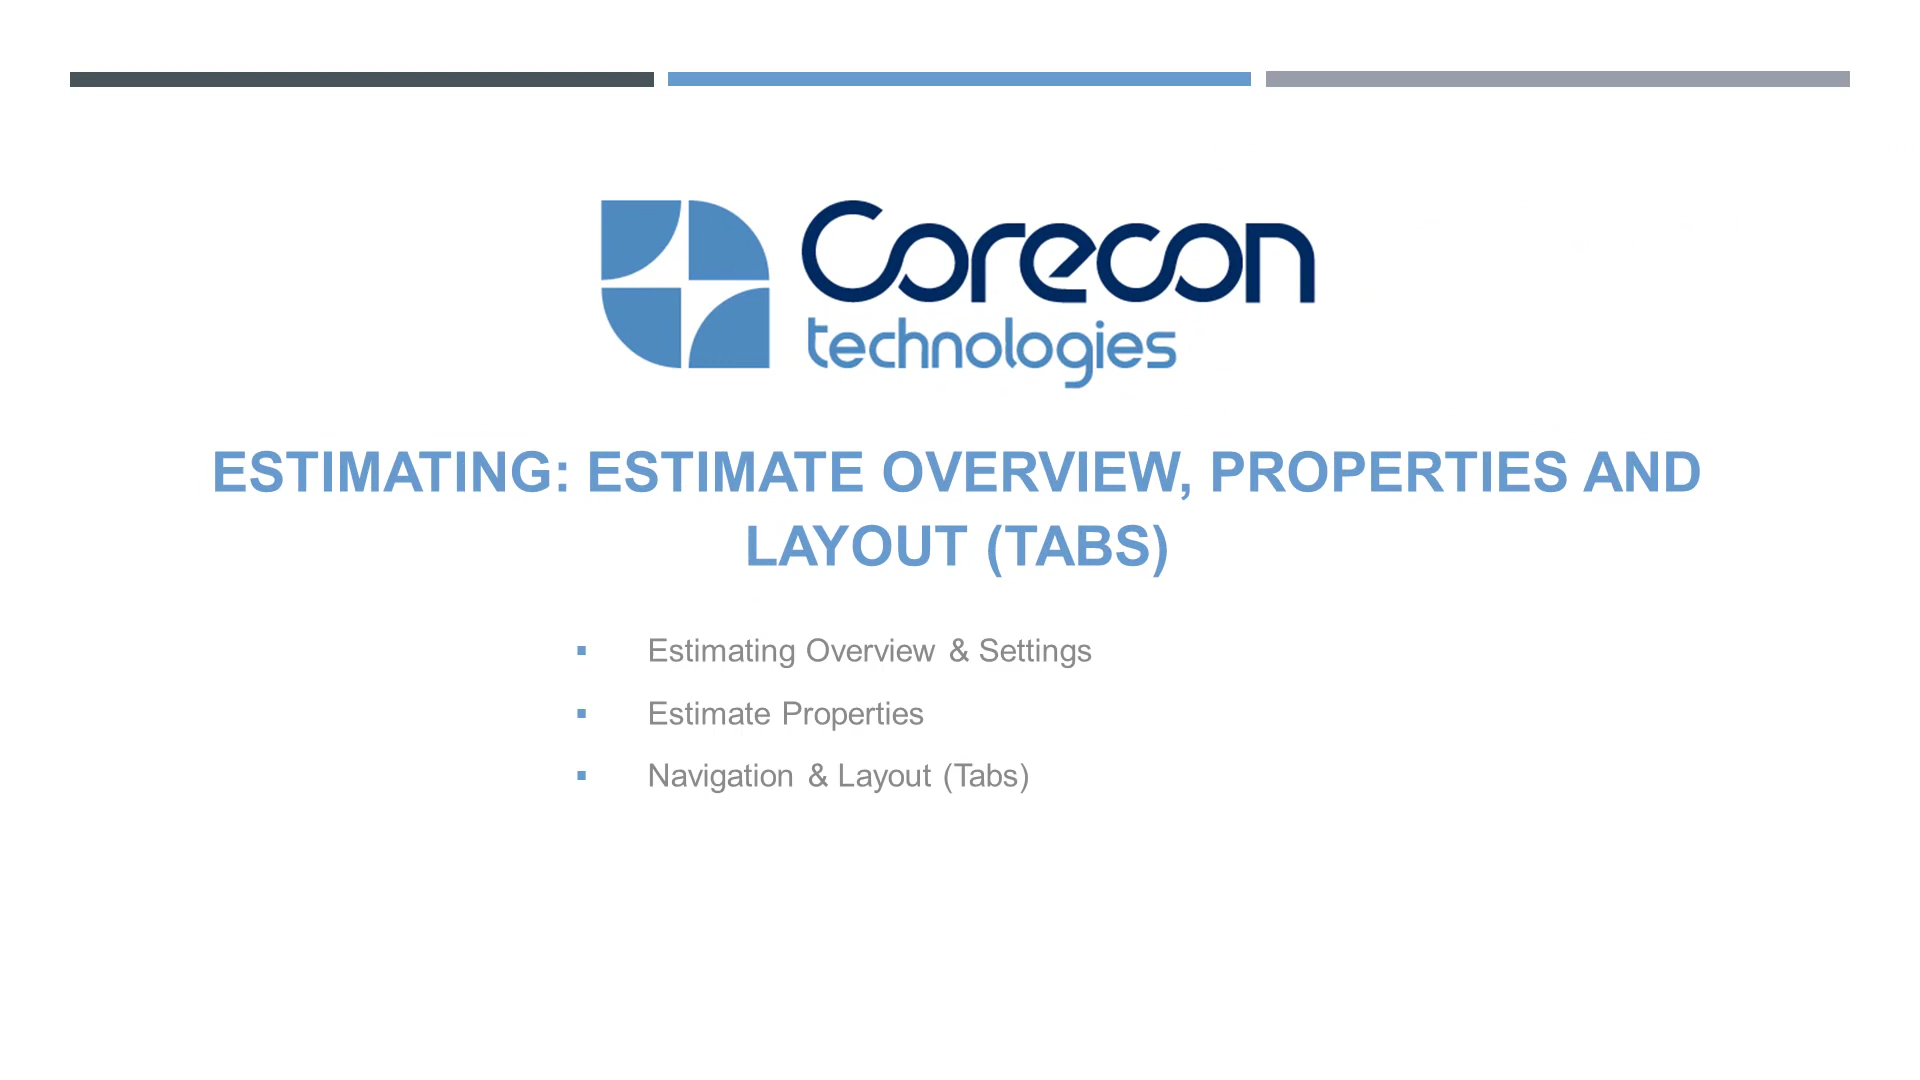 Corecon
technologies
ESTIMATING: ESTIMATE OVERVIEW, PROPERTIES AND
LAYOUT (TABS)
▪ Estimating Overview & Settings
▪ Estimate Properties
▪ Navigation & Layout (Tabs)